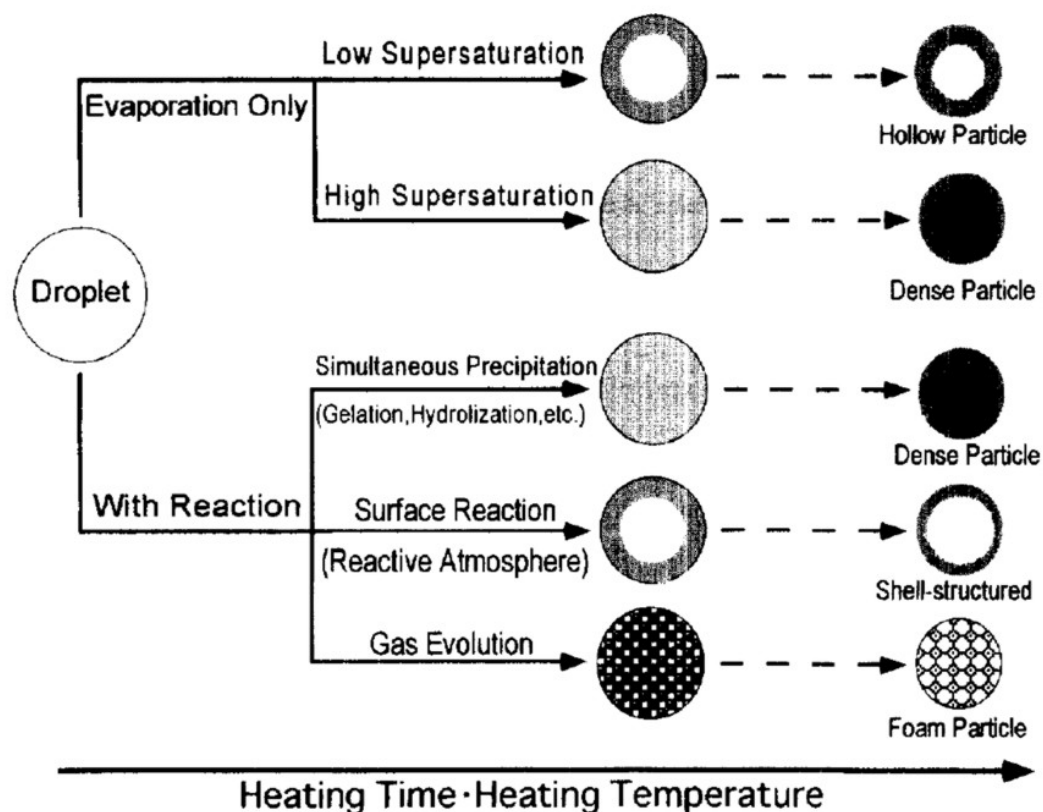 Low Supersaturation
Evaporation Only
Hollow Particle
High Supersaturation
Droplet
Dense Particle
Simultaneous Precipitation
(Gelation,Hydrolization,etc.)
Dense Particle
With Reaction
Surface Reaction
(Reactive Atmosphere)
Shell-structured
Gas Evolution
Foam Particle
Heating Time·Heating Temperature